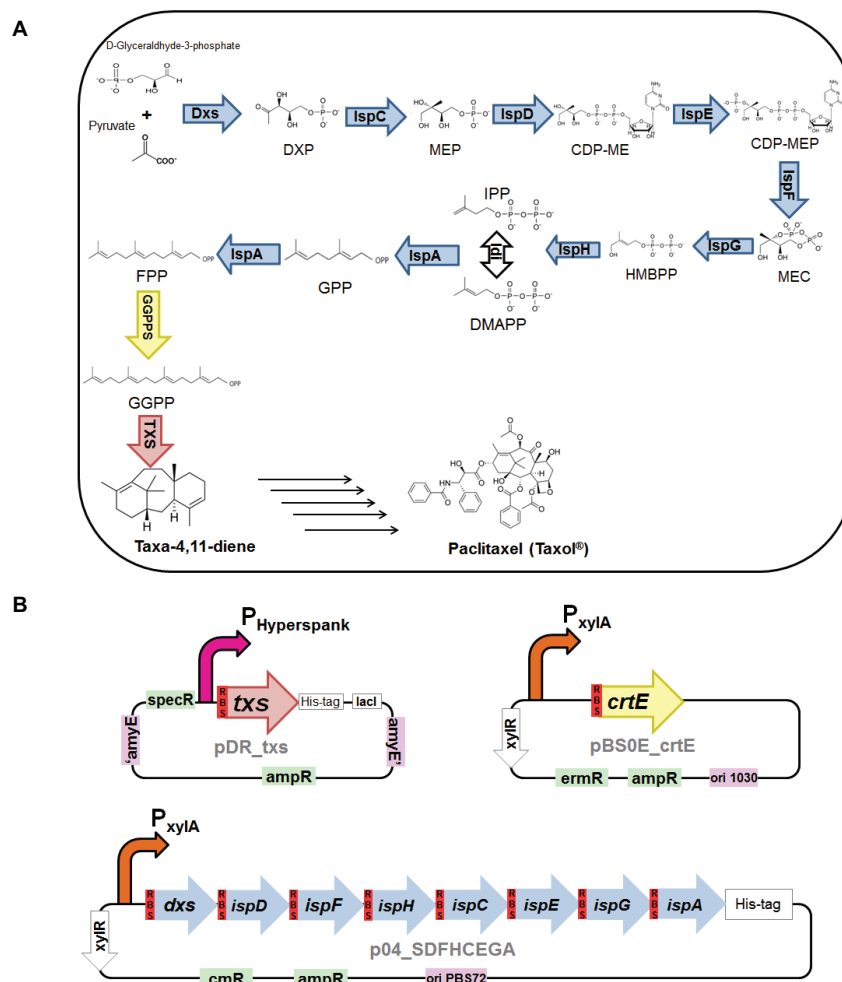 A
D-Glyceraldhyde-3-phosphate
+
Pyruvate
Dxs
DXP
IspC
MEP
IspD
CDP-ME
IspE
CDP-MEP
IspF
MEC
IspG
HMBPP
IspH
IPP
Idi
DMAPP
IspA
GPP
IspA
FPP
GGPPS
GGPP
TXS
Taxa-4,11-diene
Paclitaxel (Taxol®)
B
PHyperspank
specR
RBS
txs
His-tag
lacI
'amyE
amyE'
pDR_txs
ampR
PxylA
xylR
RBS
crtE
pBS0E_crtE
ermR
ampR
ori 1030
PxylA
xylR
RBS
dxs
RBS
ispD
RBS
ispF
RBS
ispH
RBS
ispC
RBS
ispE
RBS
ispG
RBS
ispA
His-tag
p04_SDFHCEGA
cmR
ampR
ori PBS72